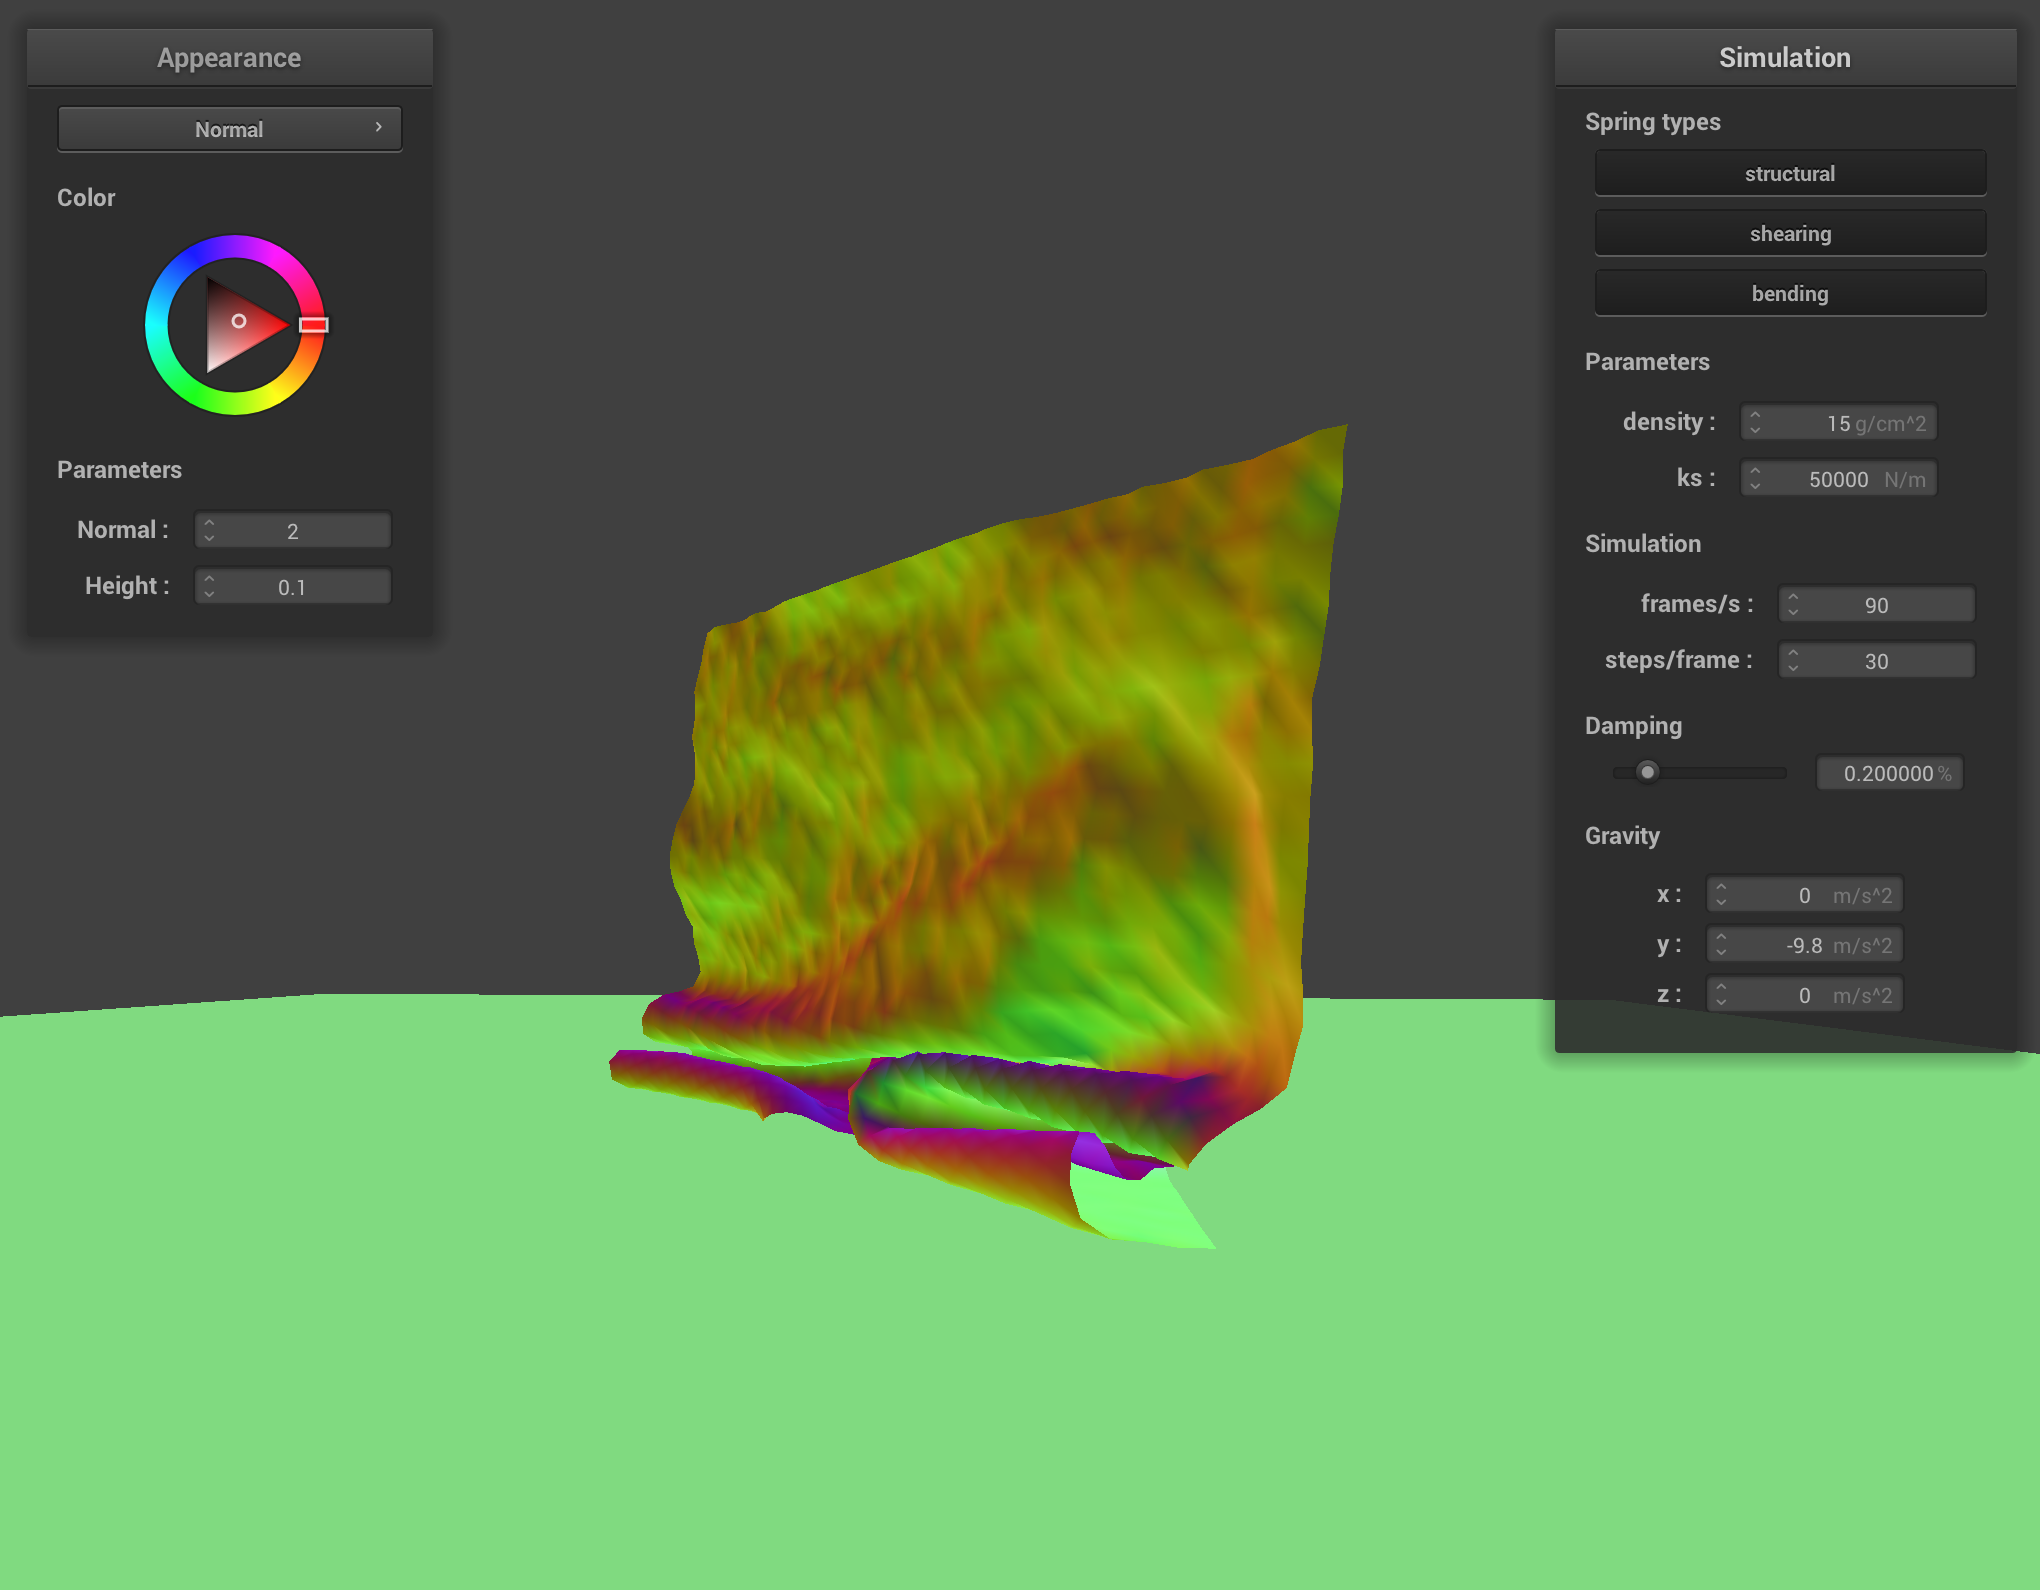 Appearance
Normal
Color
Parameters
Normal : 2
Height : 0.1
Simulation
Spring types
structural
shearing
bending
Parameters
density : 15 g/cm^2
ks : 50000 N/m
Simulation
frames/s : 90
steps/frame : 30
Damping
0.200000 %
Gravity
x : 0 m/s^2
y : -9.8 m/s^2
z : 0 m/s^2